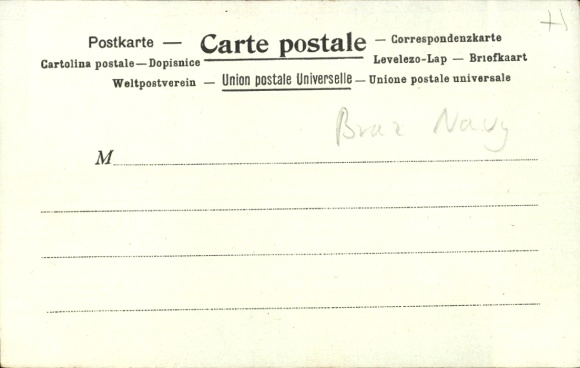 Postkarte — Carte postale — Correspondenzkarte
Cartolina postale — Dopisnice Levelezo-Lap — Briefkaart
Weltpostverein — Union postale Universelle — Unione postale universale
Braz Navy
M